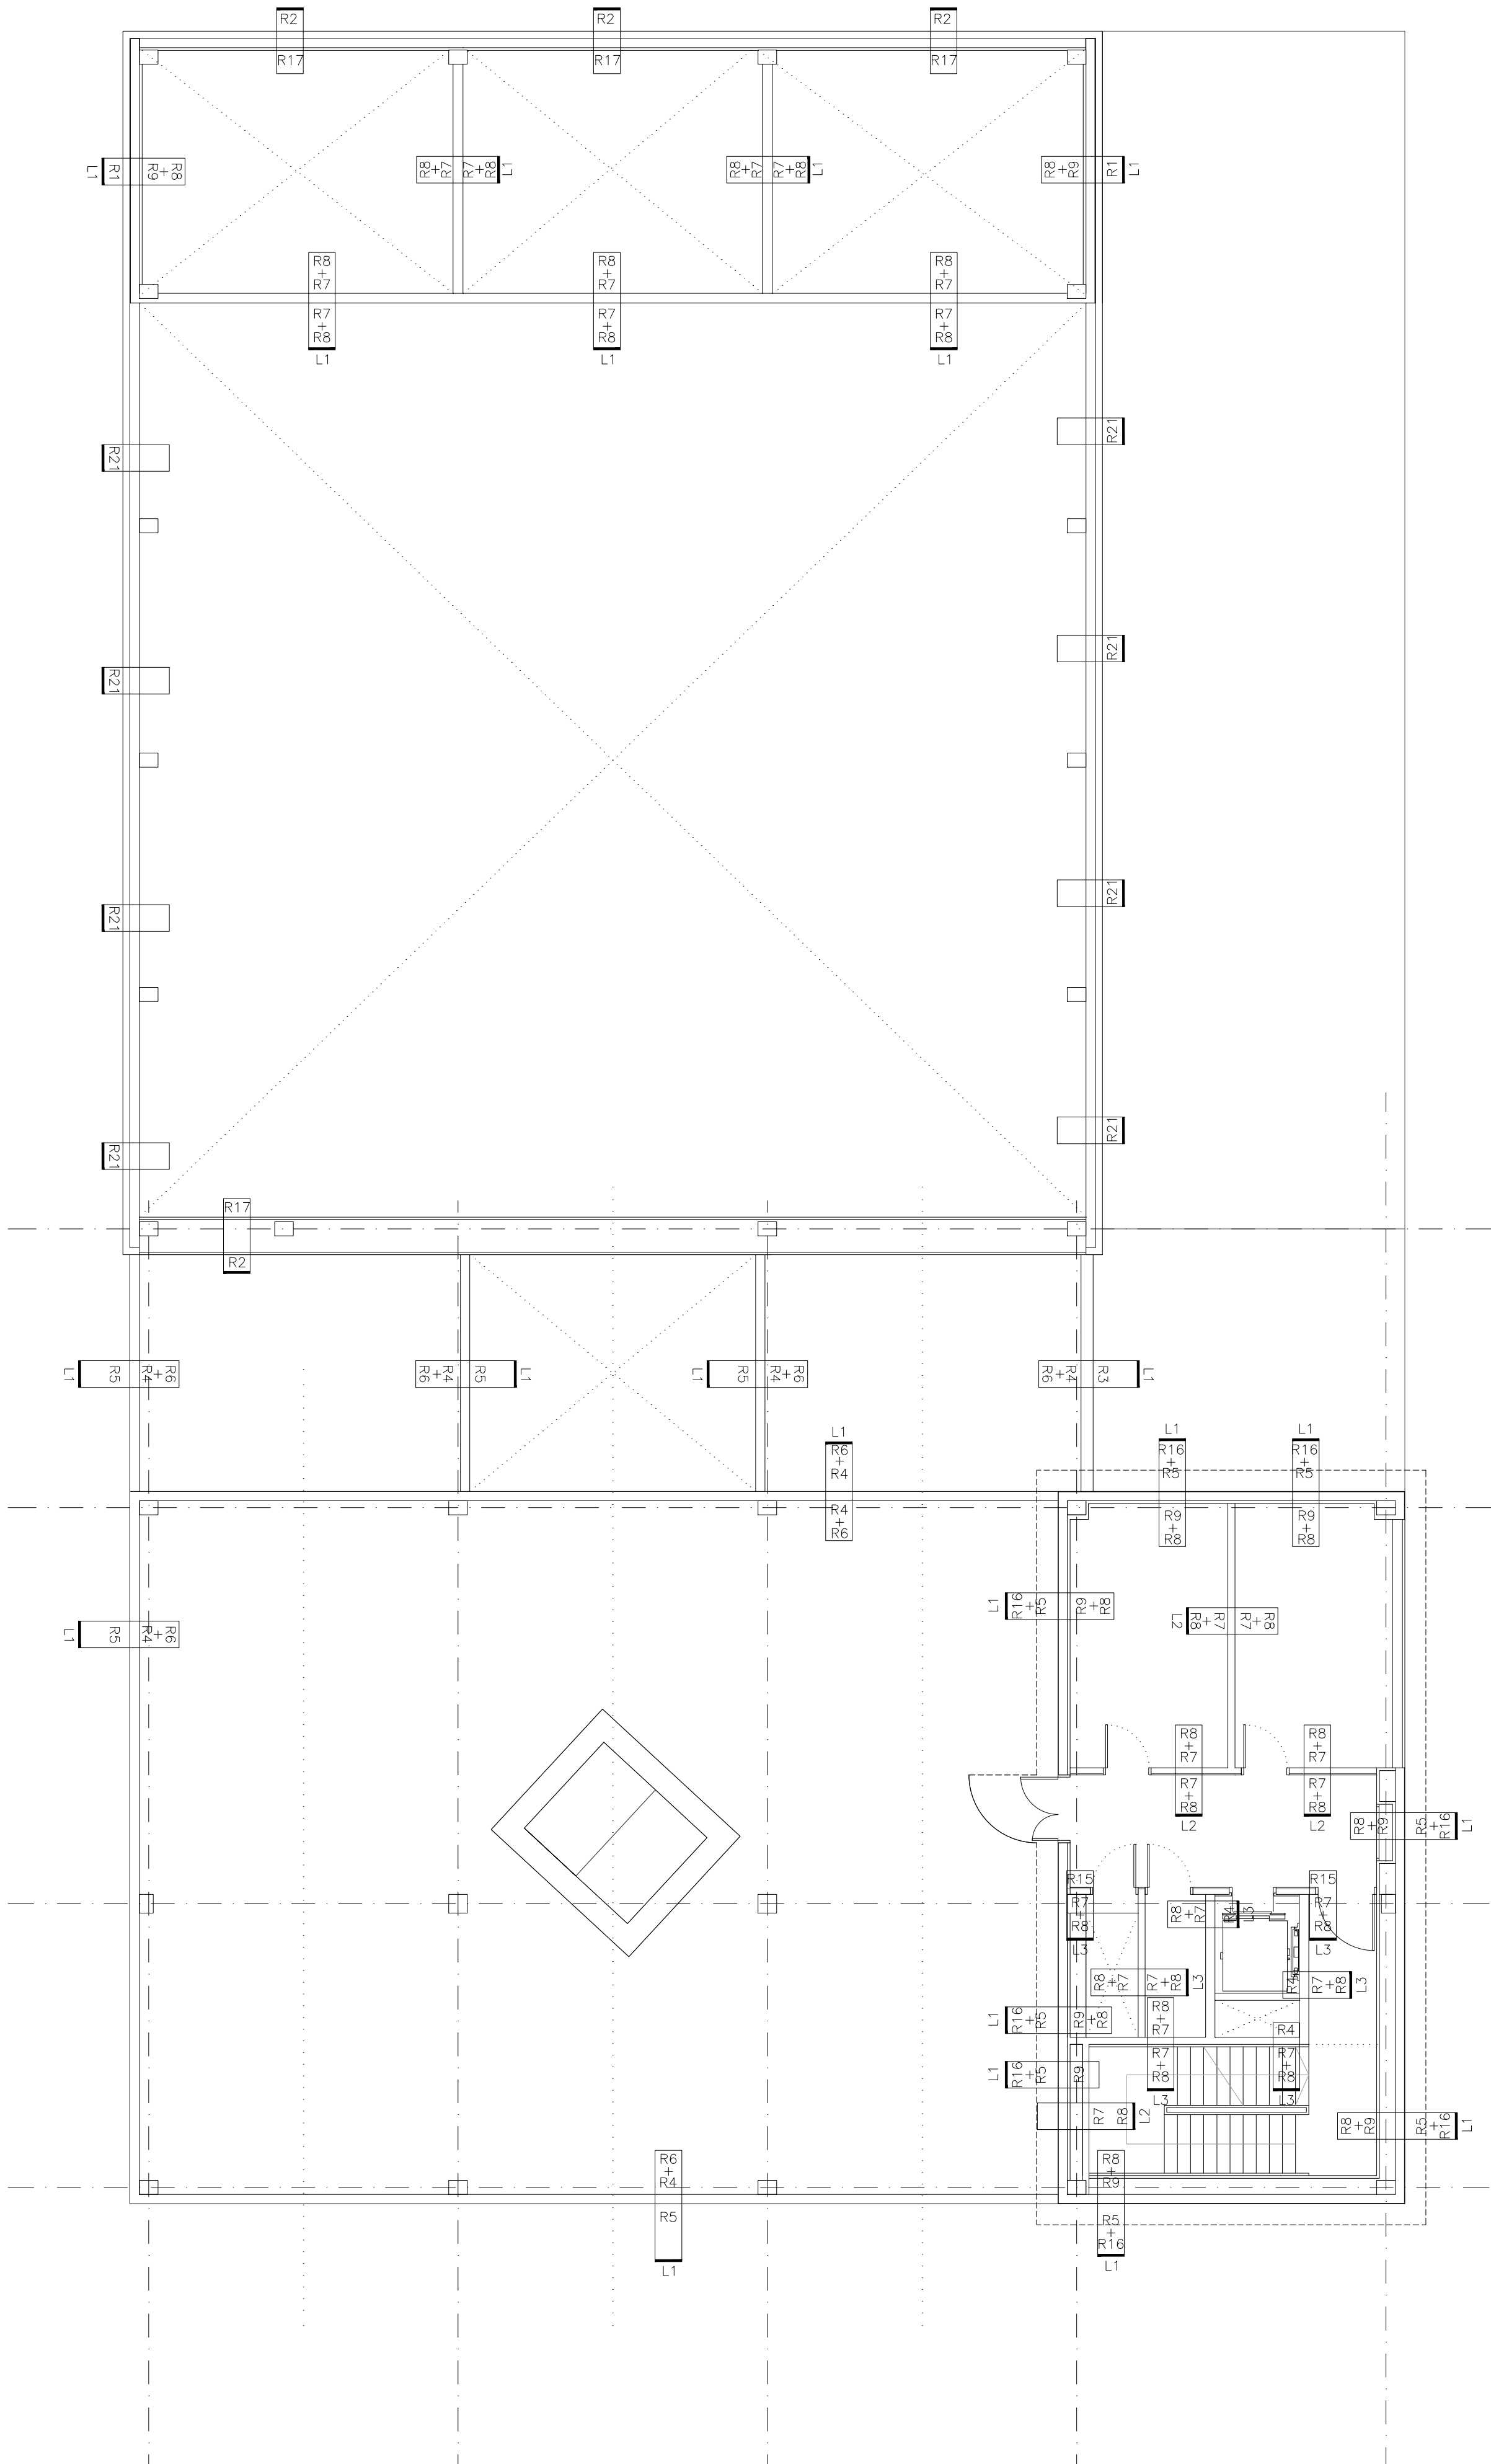 R2 R2 R2
R17 R17 R17
L1 R1 R9 + R8
R8 + R7 R7 + R8 L1
R8 + R7 R7 + R8 L1
R8 + R9 R1 L1
R8 R8 R8
+ + +
R7 R7 R7
R7 R7 R7
+ + +
R8 R8 R8
L1 L1 L1
R21
R21
R21
R21
R21
R21
R21
R21
R17
R2
L1 R5 R4 + R6
R6 + R4 R5 L1
L1 R5 R4 + R6
R6 + R4 R3 L1
L1
R6
+
R4
R4
+
R6
L1 L1
R16 R16
+ +
R5 R5
R9 R9
+ +
R8 R8
L1 R16 + R5 R9 + R8
L2 R8 + R7 R7 + R8
L1 R5 R4 + R6
R8 R8
+ +
R7 R7
R7 R7
+ +
R8 R8
L2 L2
R8 + R9 R5 + R16 L1
R15 R15
R7 R7
+ +
R8 R8
L3 L3
R8 + R7 R4 L3
R8 + R7 R7 + R8 L3
R4 R7 + R8 L3
L1 R16 + R5 R9 + R8
R8
+
R7
R7
+
R8
L3
R4
R7
+
R8
L3
L1 R16 + R5 R9
R7 R8 L2
R8 + R9 R5 + R16 L1
R6
+
R4
R5
L1
R8
+
R9
R5
+
R16
L1